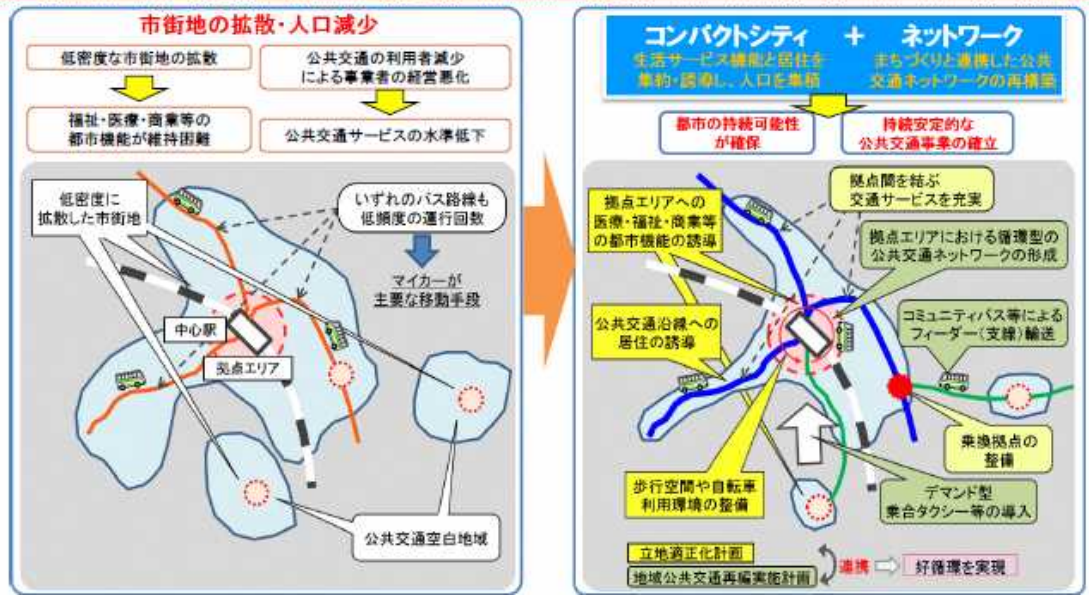 市街地の拡散・人口減少
低密度な市街地の拡散
公共交通の利用者減少
による事業者の経営悪化
福祉・医療・商業等の
都市機能が維持困難
公共交通サービスの水準低下
低密度に
拡散した市街地
いずれのバス路線も
低頻度の運行回数
マイカーが
主要な移動手段
中心駅
拠点エリア
公共交通空白地域
コンパクトシティ + ネットワーク
生活サービス機能と居住を
集約・誘導し、人口を集積
まちづくりと連携した公共
交通ネットワークの再構築
都市の持続可能性
が確保
持続安定的な
公共交通事業の確立
拠点エリアへの
医療・福祉・商業等
の都市機能の誘導
拠点間を結ぶ
交通サービスを充実
拠点エリアにおける循環型の
公共交通ネットワークの形成
公共交通沿線への
居住の誘導
コミュニティバス等による
フィーダー(支線)輸送
乗換拠点の
整備
歩行空間や自転車
利用環境の整備
デマンド型
乗合タクシー等の導入
立地適正化計画
地域公共交通再編実施計画
連携
好循環を実現